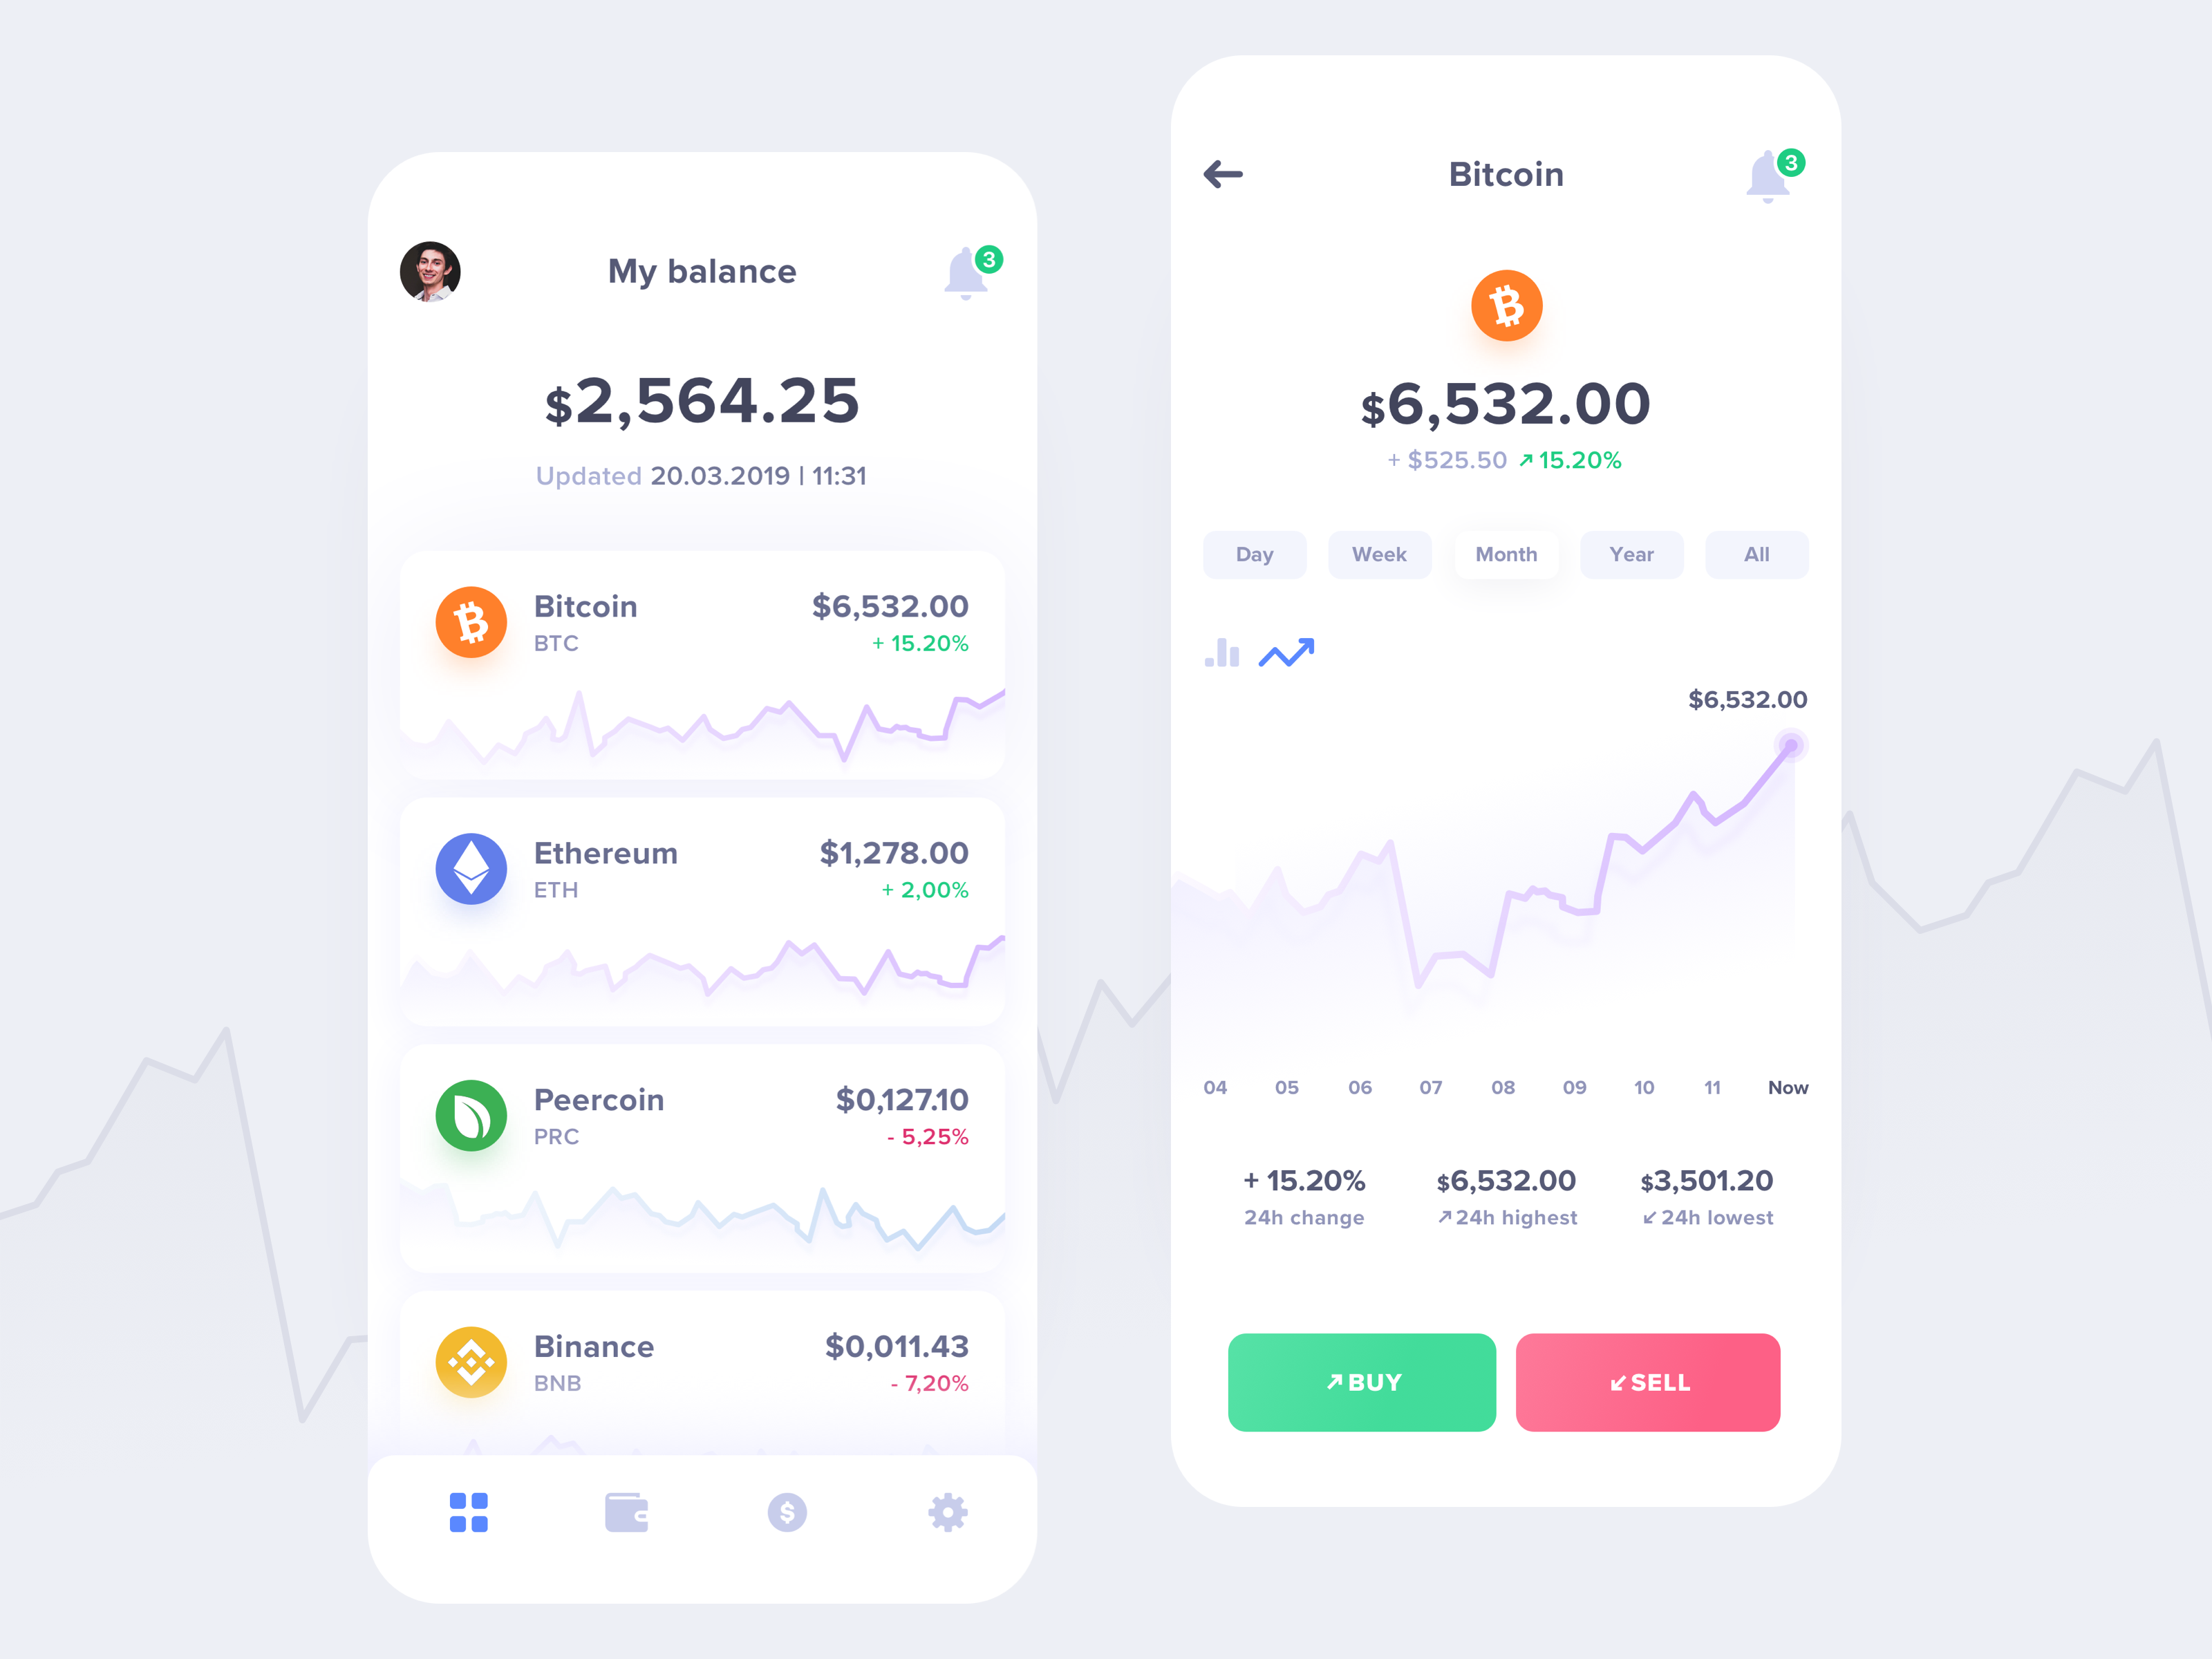 My balance
3
$2,564.25
Updated 20.03.2019 | 11:31
Bitcoin $6,532.00
BTC + 15.20%
Ethereum $1,278.00
ETH + 2,00%
Peercoin $0,127.10
PRC - 5,25%
Binance $0,011.43
BNB - 7,20%
$
Bitcoin
3
$6,532.00
+ $525.50 ↗ 15.20%
Day Week Month Year All
$6,532.00
04 05 06 07 08 09 10 11 Now
+ 15.20% $6,532.00 $3,501.20
24h change ↗ 24h highest ↙ 24h lowest
↗ BUY ↙ SELL